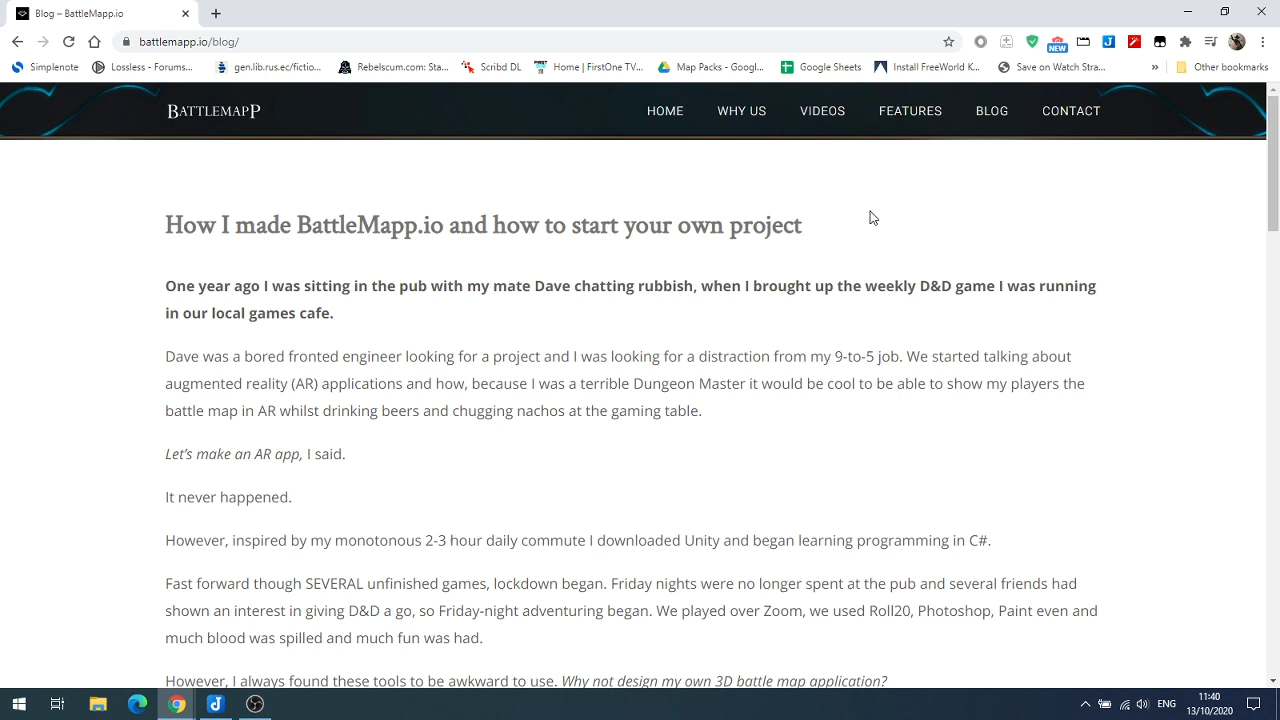 Blog – BattleMapp.io
battlemapp.io/blog/
NEW
Simplenote
Lossless - Forums...
gen.lib.rus.ec/fictio...
Rebelscum.com: Sta...
Scribd DL
Home | FirstOne TV...
Map Packs - Googl...
Google Sheets
Install FreeWorld K...
Save on Watch Stra...
Other bookmarks
BATTLEMAPP
HOME
WHY US
VIDEOS
FEATURES
BLOG
CONTACT
How I made BattleMapp.io and how to start your own project
One year ago I was sitting in the pub with my mate Dave chatting rubbish, when I brought up the weekly D&D game I was running
in our local games cafe.
Dave was a bored fronted engineer looking for a project and I was looking for a distraction from my 9-to-5 job. We started talking about
augmented reality (AR) applications and how, because I was a terrible Dungeon Master it would be cool to be able to show my players the
battle map in AR whilst drinking beers and chugging nachos at the gaming table.
Let's make an AR app, I said.
It never happened.
However, inspired by my monotonous 2-3 hour daily commute I downloaded Unity and began learning programming in C#.
Fast forward though SEVERAL unfinished games, lockdown began. Friday nights were no longer spent at the pub and several friends had
shown an interest in giving D&D a go, so Friday-night adventuring began. We played over Zoom, we used Roll20, Photoshop, Paint even and
much blood was spilled and much fun was had.
However, I always found these tools to be awkward to use. Why not design my own 3D battle map application?
ENG
11:40
13/10/2020